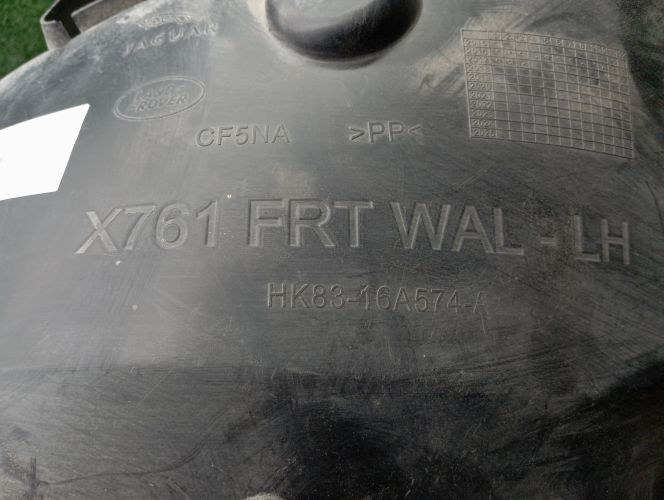 JAGUAR
LAND
ROVER
CF5NA >PP<
X761 FRT WAL - LH
HK83-16A574-A